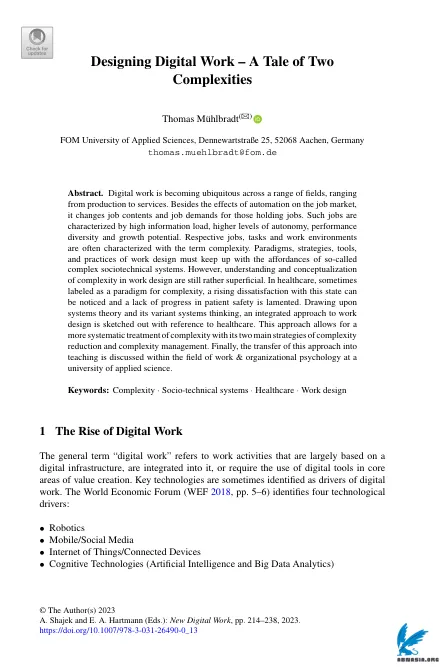 Check for
updates
Designing Digital Work – A Tale of Two
Complexities
Thomas Mühlbradt(✉)
FOM University of Applied Sciences, Dennewartstraße 25, 52068 Aachen, Germany
thomas.muehlbradt@fom.de
Abstract. Digital work is becoming ubiquitous across a range of fields, ranging
from production to services. Besides the effects of automation on the job market,
it changes job contents and job demands for those holding jobs. Such jobs are
characterized by high information load, higher levels of autonomy, performance
diversity and growth potential. Respective jobs, tasks and work environments
are often characterized with the term complexity. Paradigms, strategies, tools,
and practices of work design must keep up with the affordances of so-called
complex sociotechnical systems. However, understanding and conceptualization
of complexity in work design are still rather superficial. In healthcare, sometimes
labeled as a paradigm for complexity, a rising dissatisfaction with this state can
be noticed and a lack of progress in patient safety is lamented. Drawing upon
systems theory and its variant systems thinking, an integrated approach to work
design is sketched out with reference to healthcare. This approach allows for
a more systematic treatment of complexity with its two main strategies of complexity
reduction and complexity management. Finally, the transfer of this approach into
teaching is discussed within the field of work & organizational psychology at a
university of applied science.
Keywords: Complexity · Socio-technical systems · Healthcare · Work design
1 The Rise of Digital Work
The general term “digital work” refers to work activities that are largely based on a
digital infrastructure, are integrated into it, or require the use of digital tools in core
areas of value creation. Key technologies are sometimes identified as drivers of digital
work. The World Economic Forum (WEF 2018, pp. 5–6) identifies four technological
drivers:
• Robotics
• Mobile/Social Media
• Internet of Things/Connected Devices
• Cognitive Technologies (Artificial Intelligence and Big Data Analytics)
© The Author(s) 2023
A. Shajek and E. A. Hartmann (Eds.): New Digital Work, pp. 214–238, 2023.
https://doi.org/10.1007/978-3-031-26490-0_13